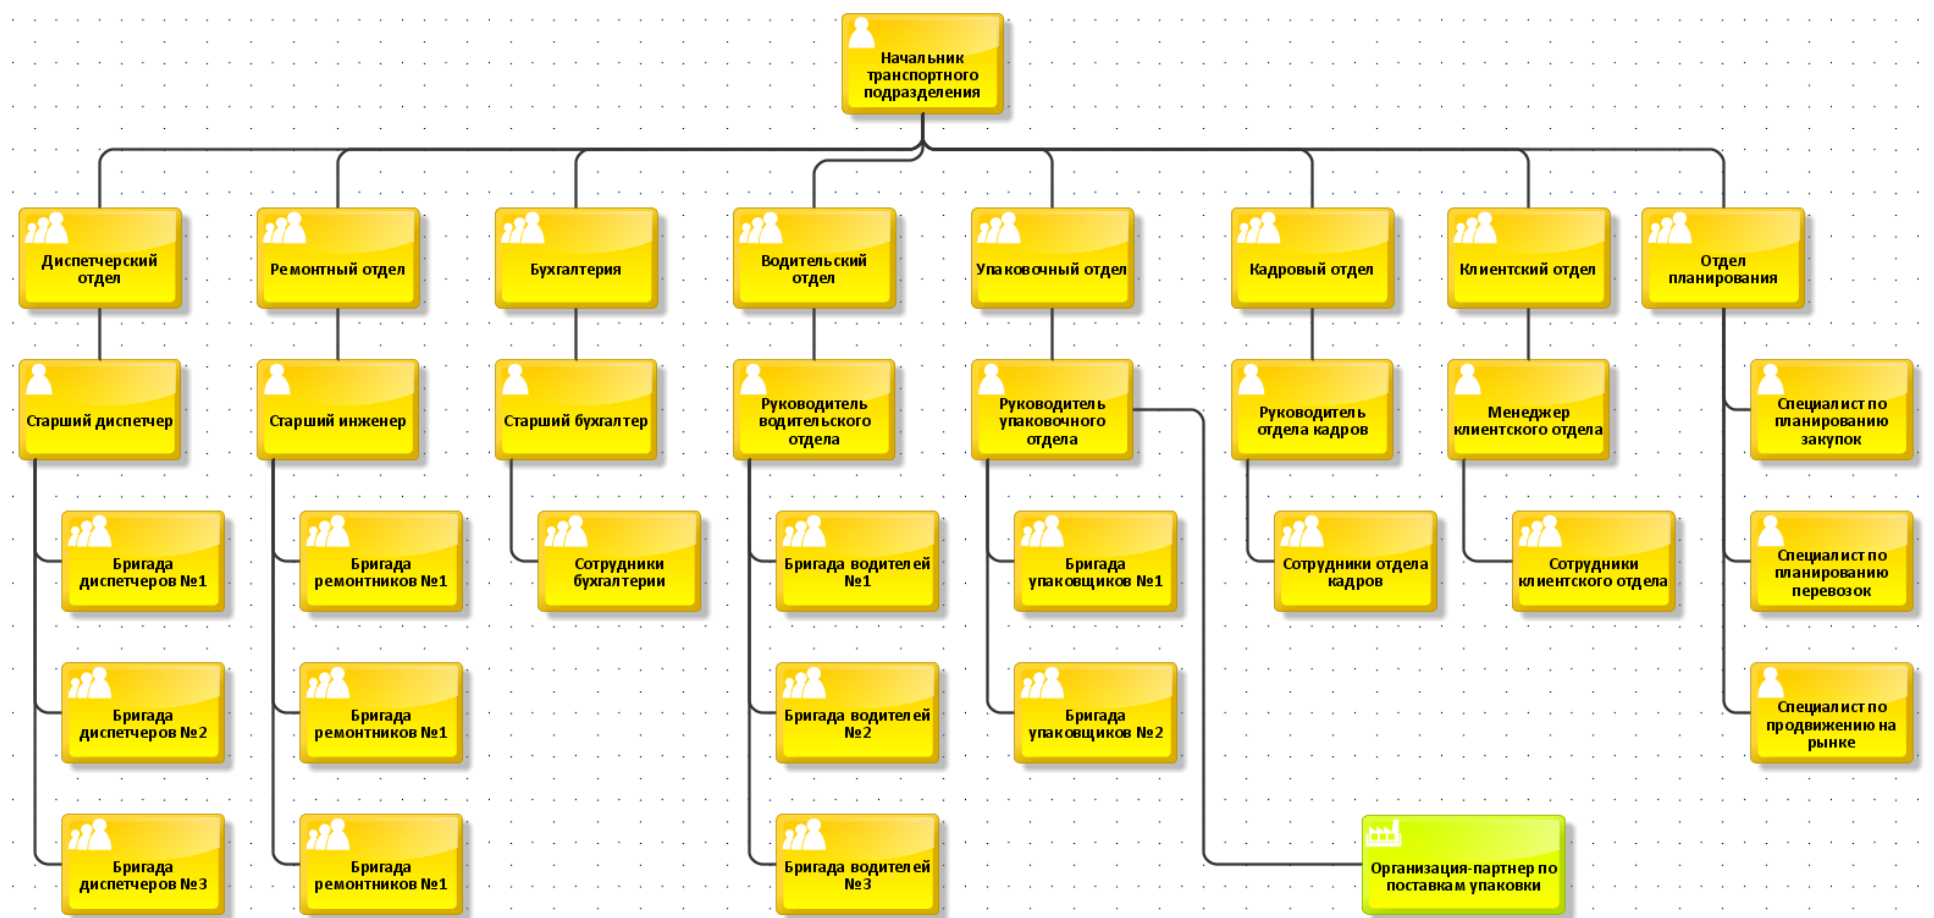 Начальник
транспортного
подразделения
Диспетчерский
отдел
Ремонтный отдел
Бухгалтерия
Водительский
отдел
Упаковочный отдел
Кадровый отдел
Клиентский отдел
Отдел
планирования
Старший диспетчер
Старший инженер
Старший бухгалтер
Руководитель
водительского
отдела
Руководитель
упаковочного
отдела
Руководитель
отдела кадров
Менеджер
клиентского отдела
Специалист по
планированию
закупок
Бригада
диспетчеров №1
Бригада
ремонтников №1
Сотрудники
бухгалтерии
Бригада водителей
№1
Бригада
упаковщиков №1
Сотрудники отдела
кадров
Сотрудники
клиентского отдела
Специалист по
планированию
перевозок
Бригада
диспетчеров №2
Бригада
ремонтников №1
Бригада водителей
№2
Бригада
упаковщиков №2
Специалист по
продвижению на
рынке
Бригада
диспетчеров №3
Бригада
ремонтников №1
Бригада водителей
№3
Организация-партнер по
поставкам упаковки